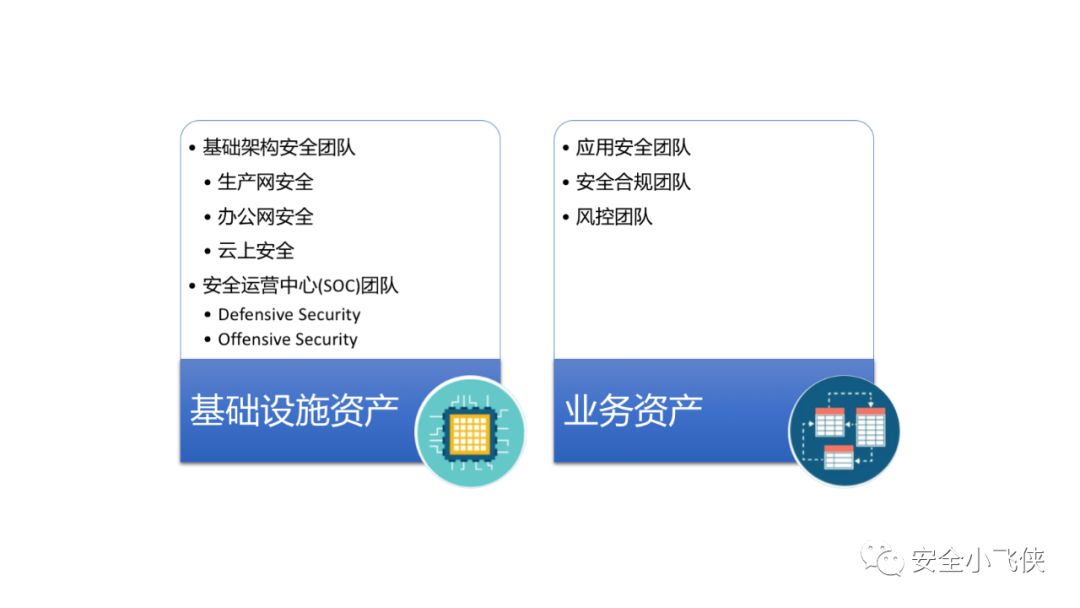 • 基础架构安全团队
• 生产网安全
• 办公网安全
• 云上安全
• 安全运营中心(SOC)团队
• Defensive Security
• Offensive Security
基础设施资产
• 应用安全团队
• 安全合规团队
• 风控团队
业务资产
安全小飞侠